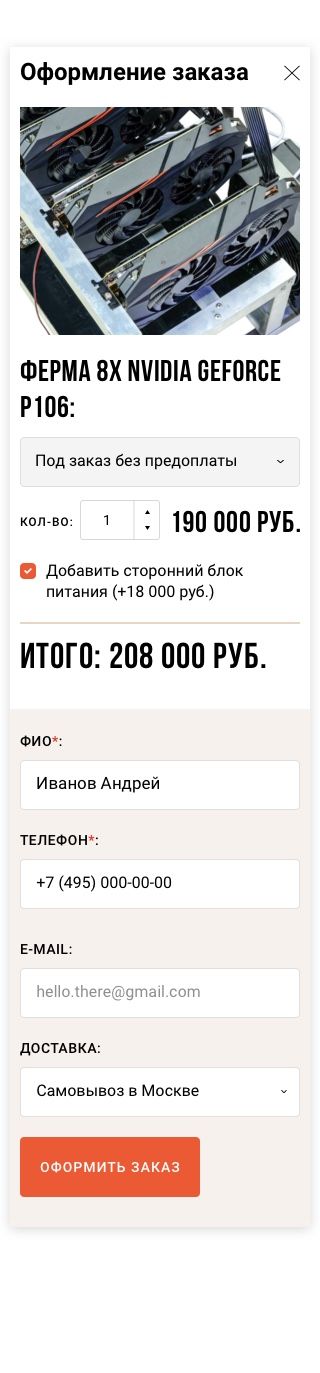 Оформление заказа
ФЕРМА 8X NVIDIA GEFORCE
P106:
Под заказ без предоплаты
КОЛ-ВО: 1 190 000 РУБ.
Добавить сторонний блок
питания (+18 000 руб.)
ИТОГО: 208 000 РУБ.
ФИО*:
Иванов Андрей
ТЕЛЕФОН*:
+7 (495) 000-00-00
E-MAIL:
hello.there@gmail.com
ДОСТАВКА:
Самовывоз в Москве
ОФОРМИТЬ ЗАКАЗ